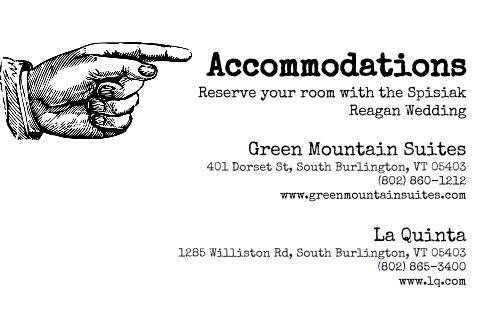 Accommodations
Reserve your room with the Spisiak
Reagan Wedding
Green Mountain Suites
401 Dorset St, South Burlington, VT 05403
(802) 860-1212
www.greenmountainsuites.com
La Quinta
1285 Williston Rd, South Burlington, VT 05403
(802) 865-3400
www.lq.com